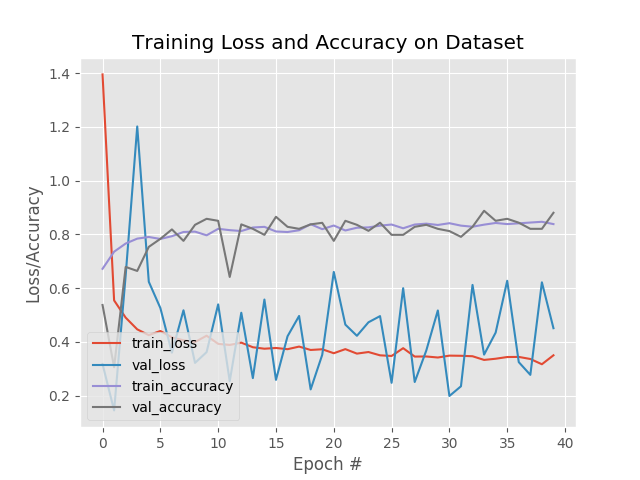 Training Loss and Accuracy on Dataset
Loss/Accuracy
1.4
1.2
1.0
0.8
0.6
0.4
0.2
train_loss
val_loss
train_accuracy
val_accuracy
0 5 10 15 20 25 30 35 40
Epoch #